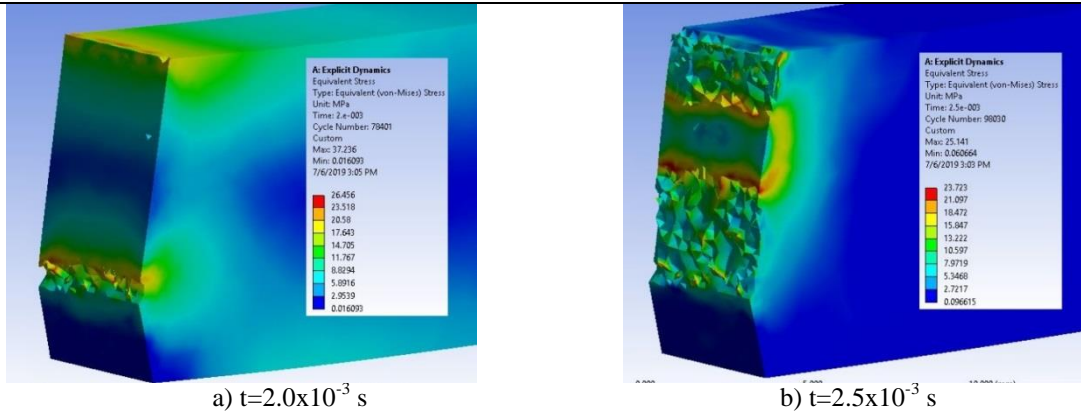 A: Explicit Dynamics
Equivalent Stress
Type: Equivalent (von-Mises) Stress
Unit: MPa
Time: 2.e-003
Cycle Number: 78401
Custom
Max: 37.236
Min: 0.016093
7/6/2019 3:05 PM
26.456
23.518
20.58
17.643
14.705
11.767
8.8294
5.8916
2.9539
0.016093
a) t=2.0x10⁻³ s
A: Explicit Dynamics
Equivalent Stress
Type: Equivalent (von-Mises) Stress
Unit: MPa
Time: 2.5e-003
Cycle Number: 98030
Custom
Max: 25.141
Min: 0.060664
7/6/2019 3:03 PM
23.723
21.097
18.472
15.847
13.222
10.597
7.9719
5.3468
2.7217
0.096615
b) t=2.5x10⁻³ s